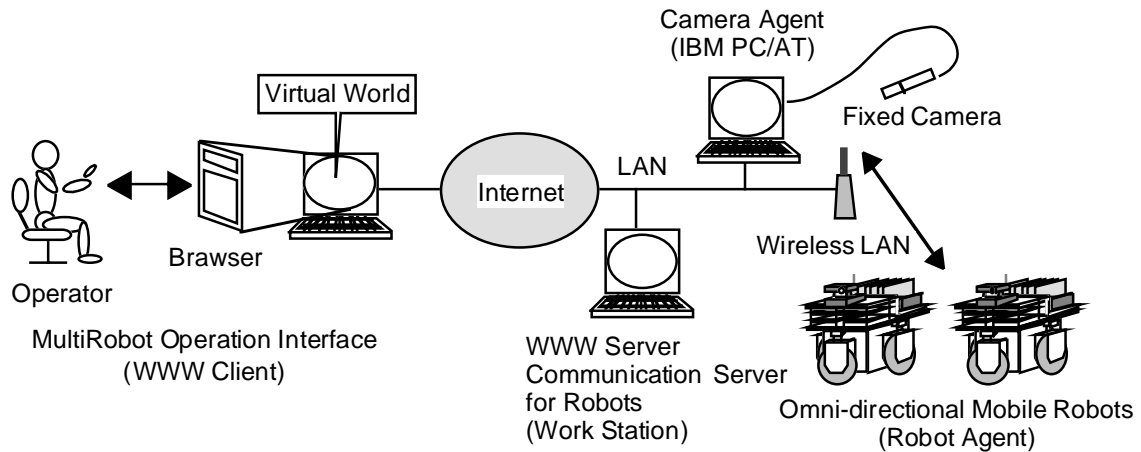 Camera Agent
(IBM PC/AT)
Virtual World
Fixed Camera
LAN
Internet
Wireless LAN
Brawser
Operator
MultiRobot Operation Interface
(WWW Client)
WWW Server
Communication Server
for Robots
(Work Station)
Omni-directional Mobile Robots
(Robot Agent)